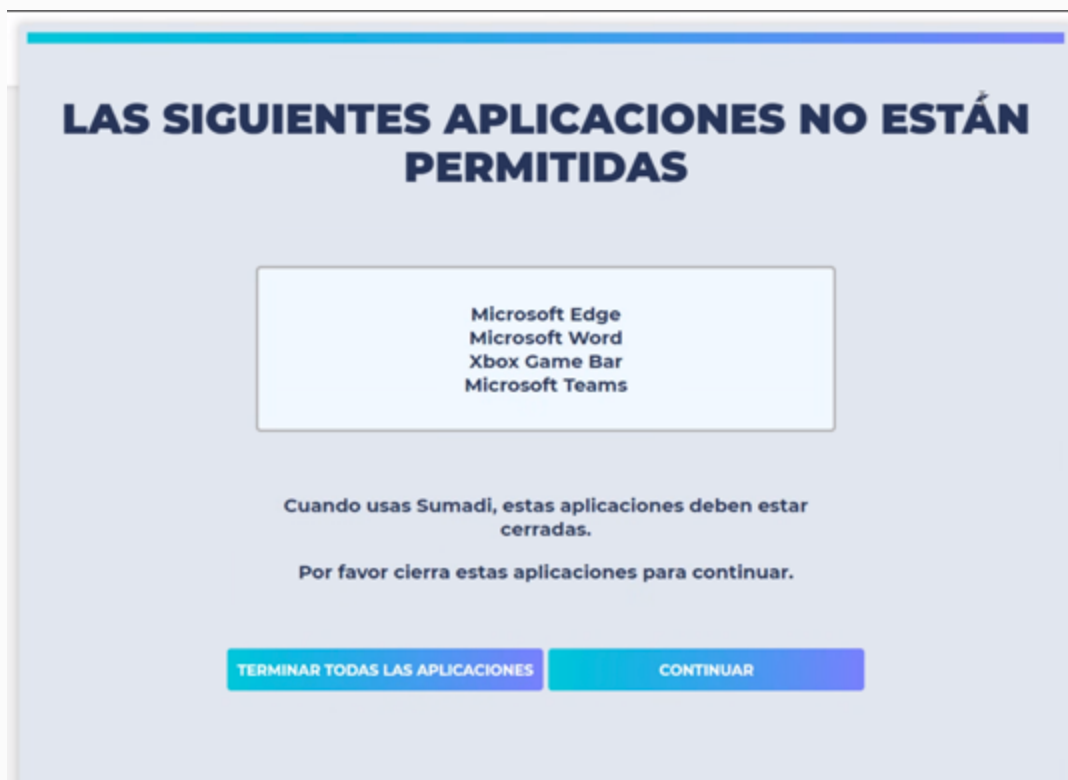 LAS SIGUIENTES APLICACIONES NO ESTÁN
PERMITIDAS
Microsoft Edge
Microsoft Word
Xbox Game Bar
Microsoft Teams
Cuando usas Sumadi, estas aplicaciones deben estar
cerradas.
Por favor cierra estas aplicaciones para continuar.
TERMINAR TODAS LAS APLICACIONES
CONTINUAR